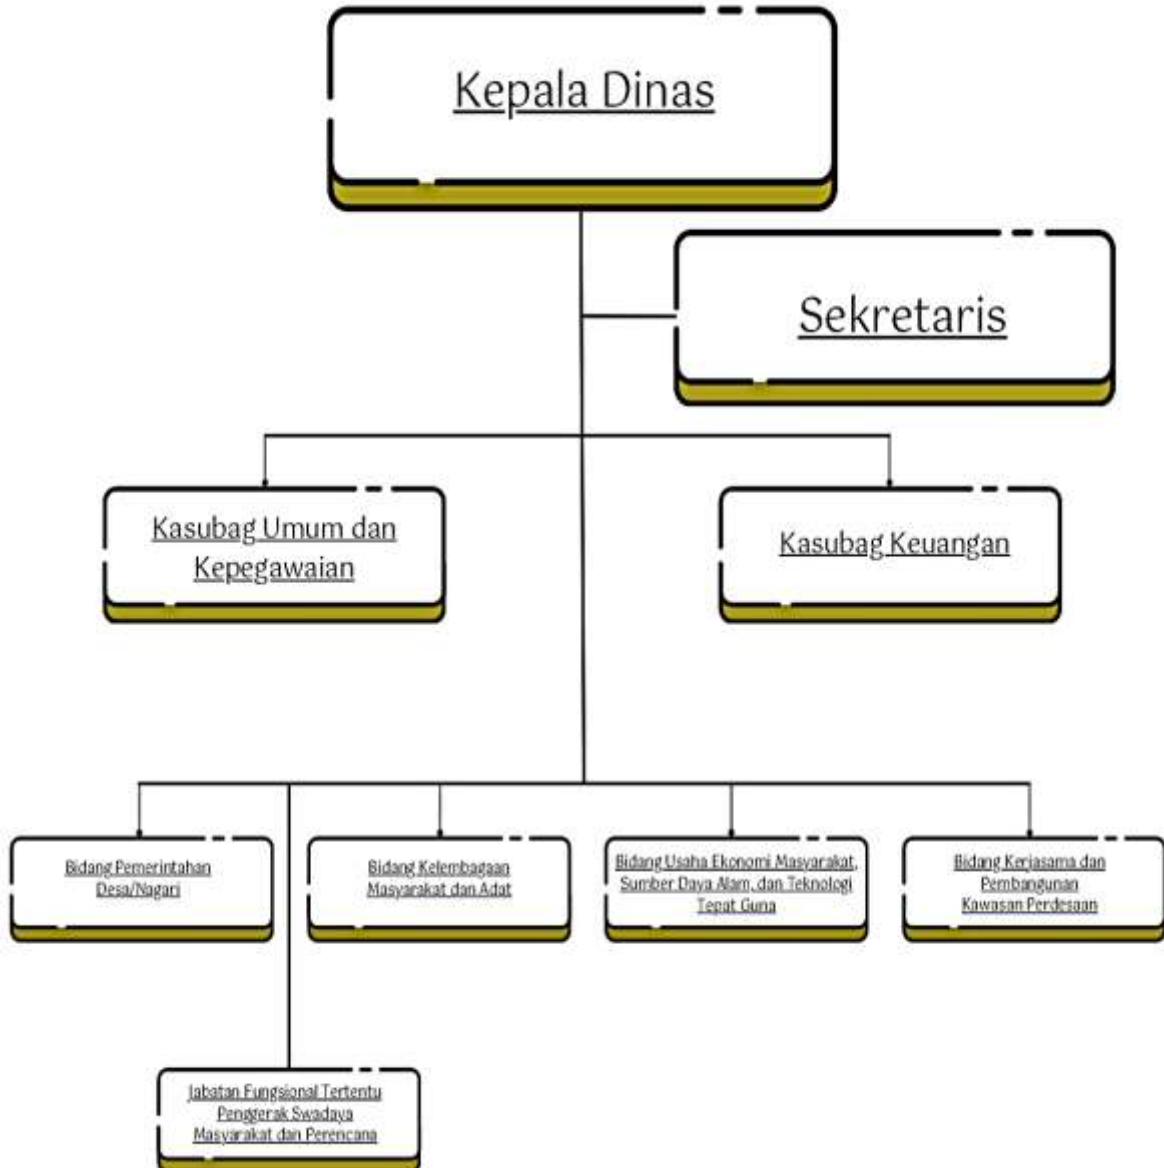 Kepala Dinas
Sekretaris
Kasubag Umum dan
Kepegawaian
Kasubag Keuangan
Bidang Pemerintahan
Desa/Nagari
Bidang Kelembagaan
Masyarakat dan Adat
Bidang Usaha Ekonomi Masyarakat,
Sumber Daya Alam, dan Teknologi
Tepat Guna
Bidang Kerjasama dan
Pembangunan
Kawasan Perdesaan
Jabatan Fungsional Tertentu
Penggerak Swadaya
Masyarakat dan Perencana